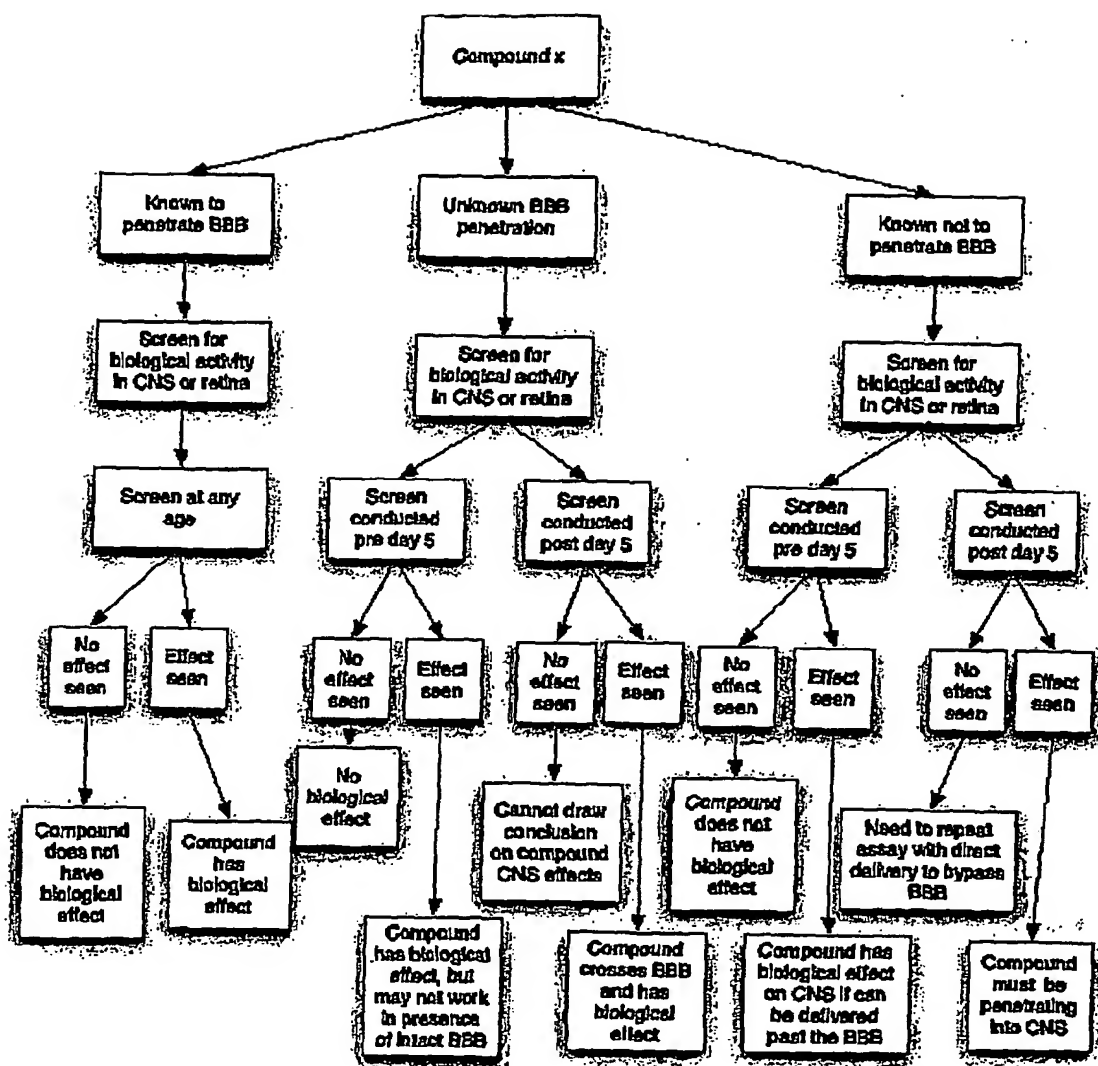 Compound x
Known to
penetrate BBB
Unknown BBB
penetration
Known not to
penetrate BBB
Screen for
biological activity
in CNS or retina
Screen for
biological activity
in CNS or retina
Screen for
biological activity
in CNS or retina
Screen at any
age
Screen
conducted
pre day 5
Screen
conducted
post day 5
Screen
conducted
pre day 5
Screen
conducted
post day 5
No
effect
seen
Effect
seen
No
effect
seen
Effect
seen
No
effect
seen
Effect
seen
No
effect
seen
Effect
seen
No
effect
seen
Effect
seen
Compound
does not
have
biological
effect
Compound
has
biological
effect
No
biological
effect
Compound
has biological
effect, but
may not work
in presence
of intact BBB
Cannot draw
conclusion
on compound
CNS effects
Compound
crosses BBB
and has
biological
effect
Compound
does not
have
biological
effect
Compound has
biological effect
on CNS if can
be delivered
past the BBB
Need to repeat
assay with direct
delivery to bypass
BBB
Compound
must be
penetrating
into CNS